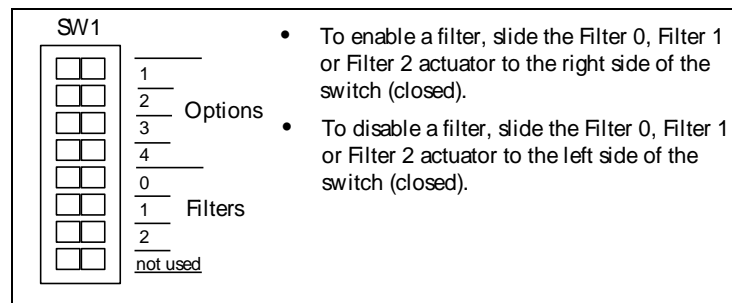 SW1
1
2
Options
3
4
0
1
Filters
2
not used
• To enable a filter, slide the Filter 0, Filter 1
or Filter 2 actuator to the right side of the
switch (closed).
• To disable a filter, slide the Filter 0, Filter 1
or Filter 2 actuator to the left side of the
switch (closed).